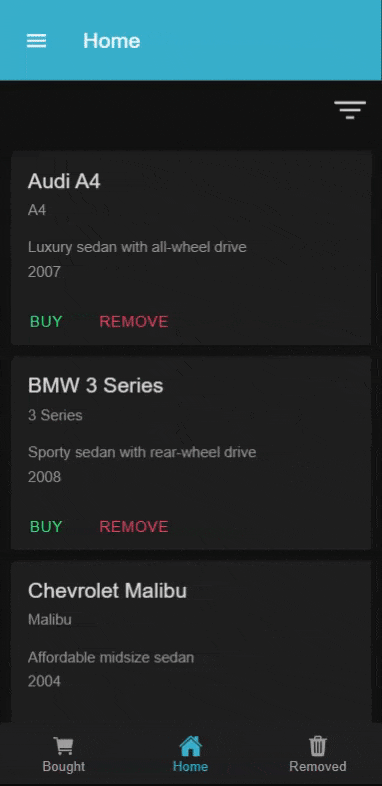 Home
Audi A4
A4
Luxury sedan with all-wheel drive
2007
BUY REMOVE
BMW 3 Series
3 Series
Sporty sedan with rear-wheel drive
2008
BUY REMOVE
Chevrolet Malibu
Malibu
Affordable midsize sedan
2004
Bought Home Removed